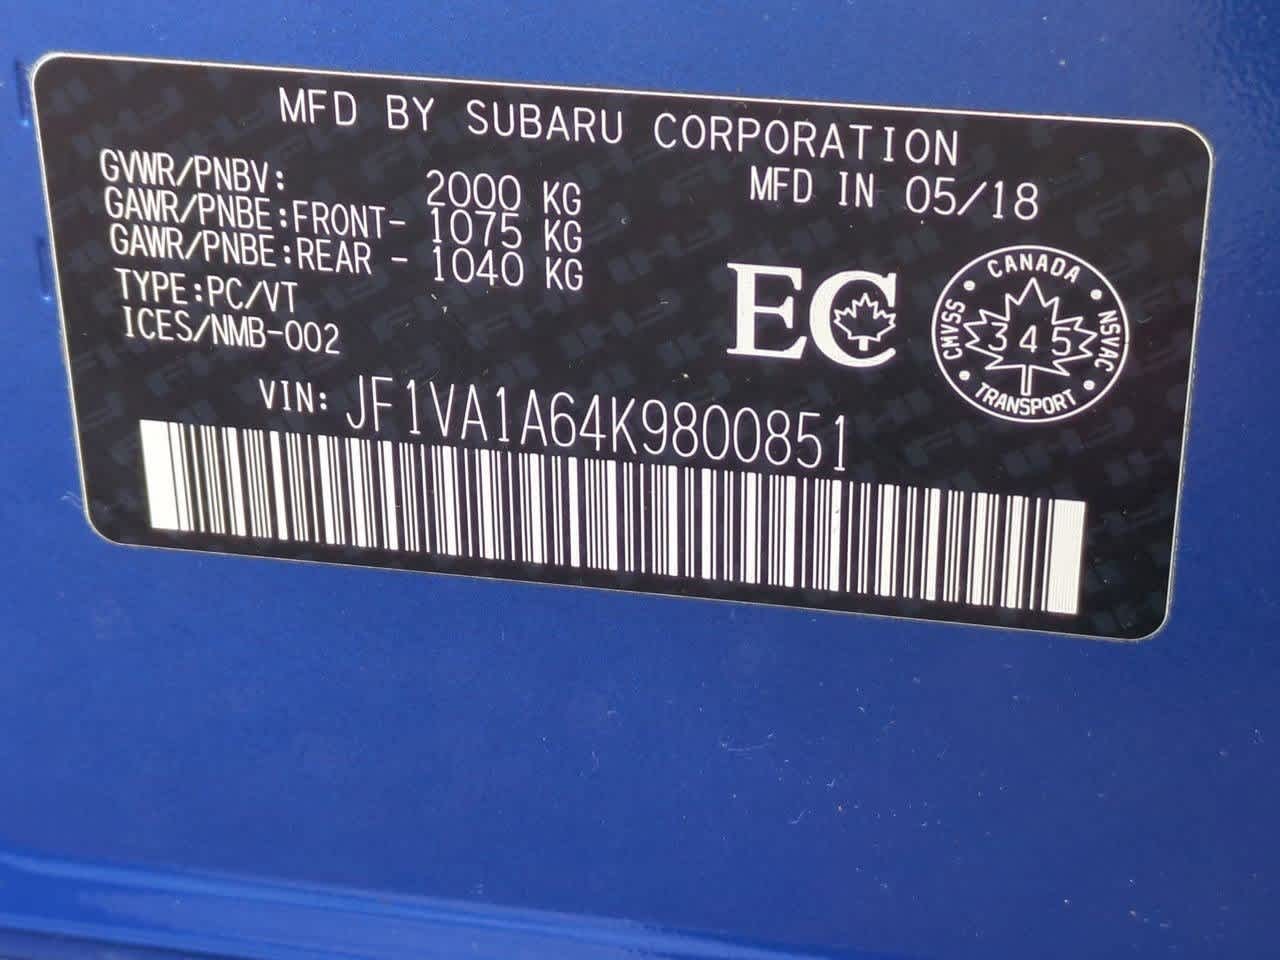 MFD BY SUBARU CORPORATION
GVWR/PNBV: 2000 KG
MFD IN 05/18
GAWR/PNBE:FRONT- 1075 KG
GAWR/PNBE:REAR - 1040 KG
TYPE:PC/VT
ICES/NMB-002
EC
CANADA
CMVSS
345
NSVAC
TRANSPORT
VIN: JF1VA1A64K9800851